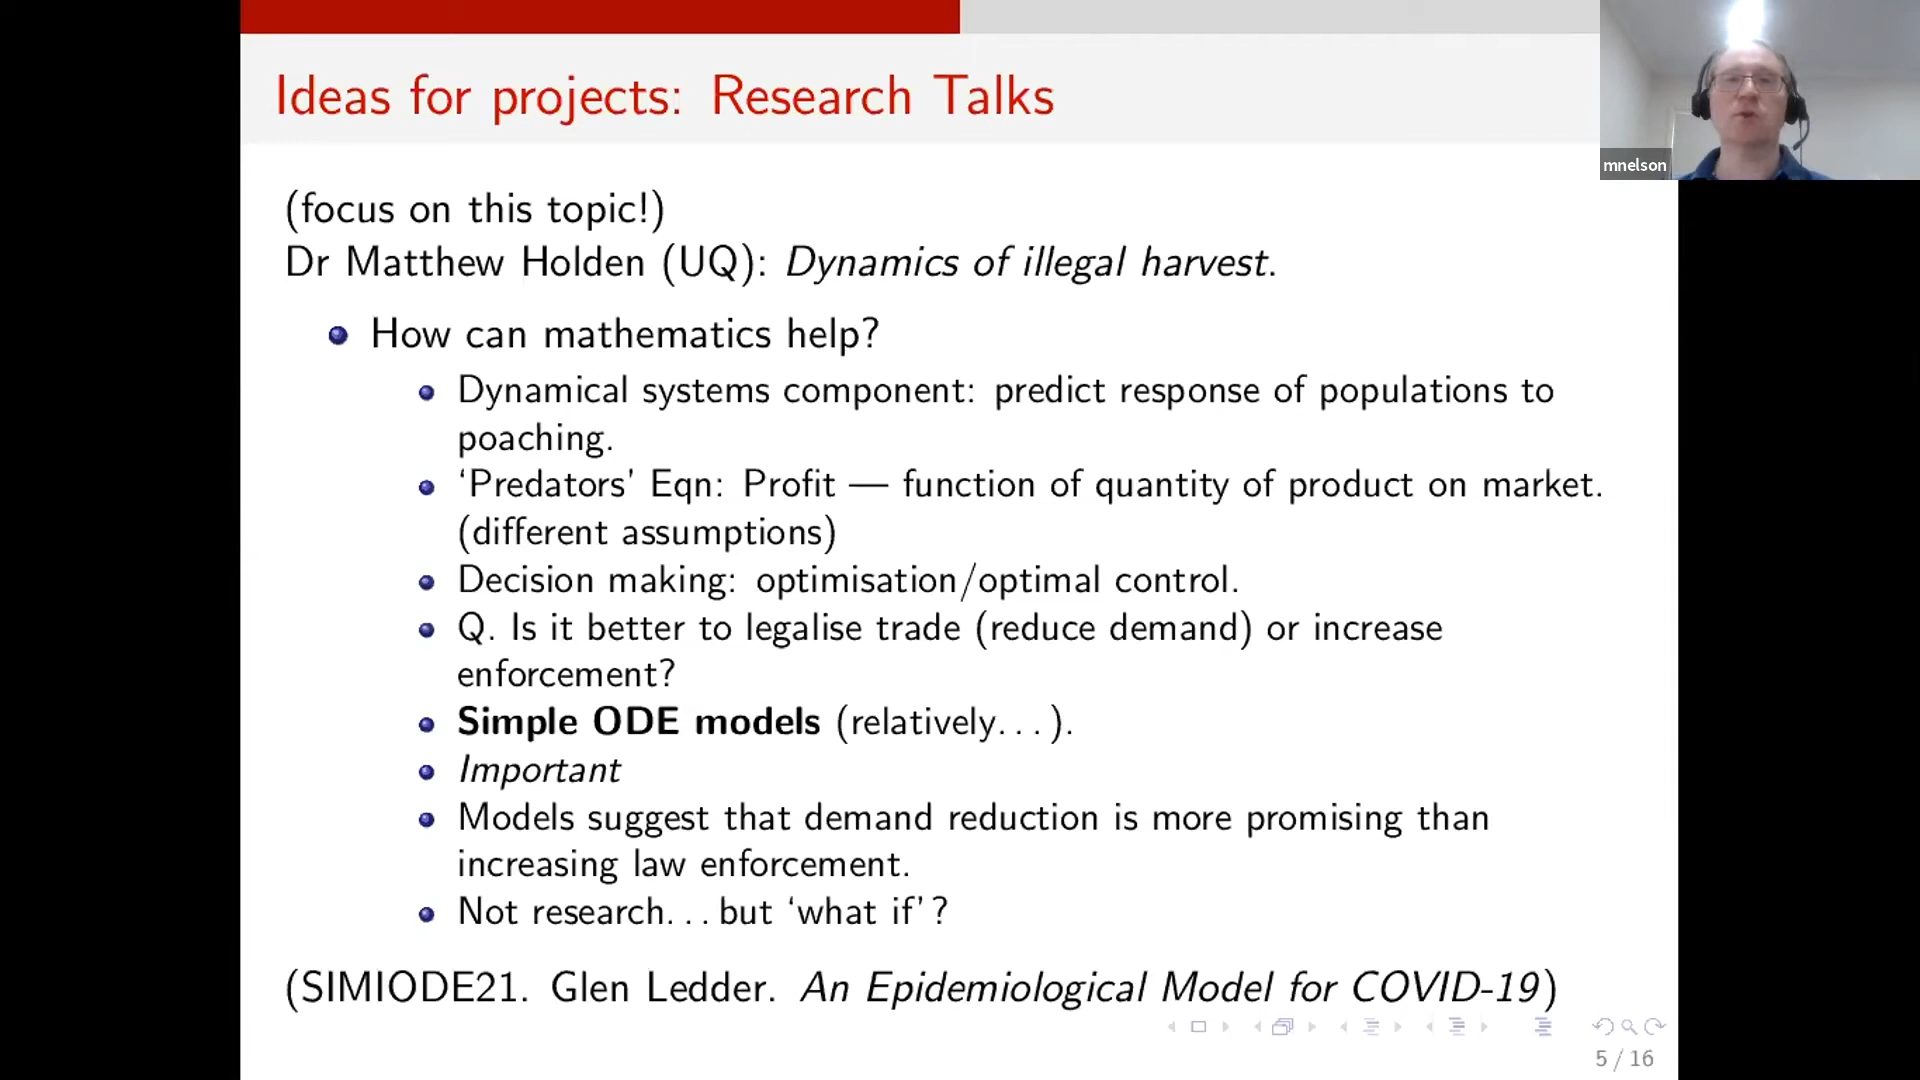 Ideas for projects: Research Talks
mnelson
(focus on this topic!)
Dr Matthew Holden (UQ): Dynamics of illegal harvest.
How can mathematics help?
Dynamical systems component: predict response of populations to
poaching.
‘Predators’ Eqn: Profit — function of quantity of product on market.
(different assumptions)
Decision making: optimisation/optimal control.
Q. Is it better to legalise trade (reduce demand) or increase
enforcement?
Simple ODE models (relatively. . . ).
Important
Models suggest that demand reduction is more promising than
increasing law enforcement.
Not research. . . but ‘what if’?
(SIMIODE21. Glen Ledder. An Epidemiological Model for COVID-19)
5 / 16